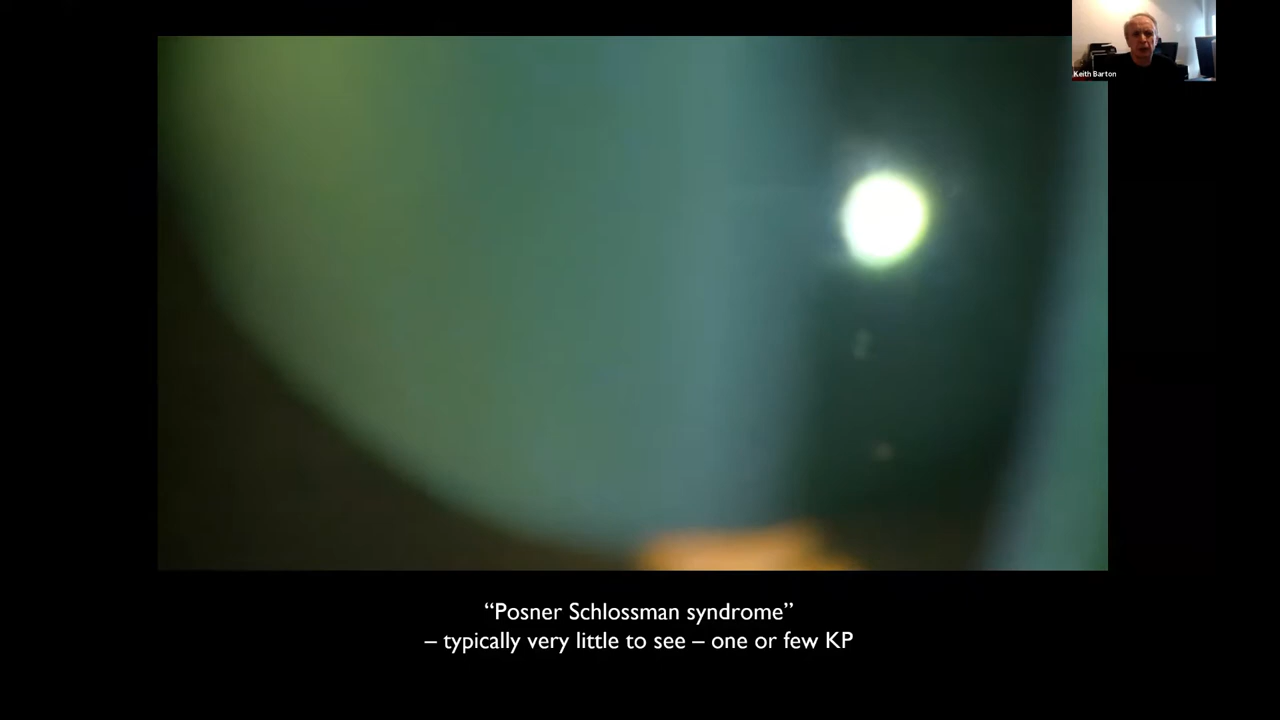 Keith Barton
“Posner Schlossman syndrome”
– typically very little to see – one or few KP